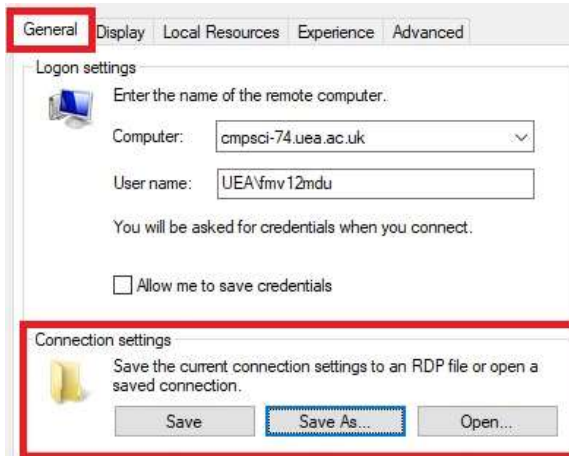 General Display Local Resources Experience Advanced
Logon settings
Enter the name of the remote computer.
Computer: cmpsci-74.uea.ac.uk
User name: UEA\fmv12mdu
You will be asked for credentials when you connect.
Allow me to save credentials
Connection settings
Save the current connection settings to an RDP file or open a
saved connection.
Save Save As... Open...